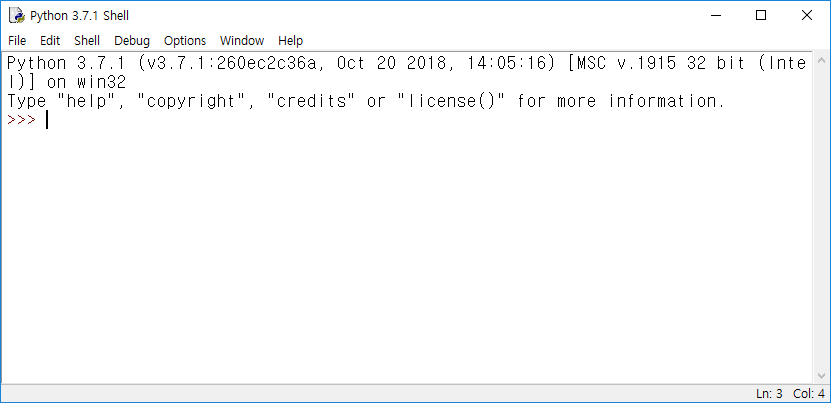 Python 3.7.1 Shell
File Edit Shell Debug Options Window Help
Python 3.7.1 (v3.7.1:260ec2c36a, Oct 20 2018, 14:05:16) [MSC v.1915 32 bit (Inte
l)] on win32
Type "help", "copyright", "credits" or "license()" for more information.
>>>
Ln: 3 Col: 4